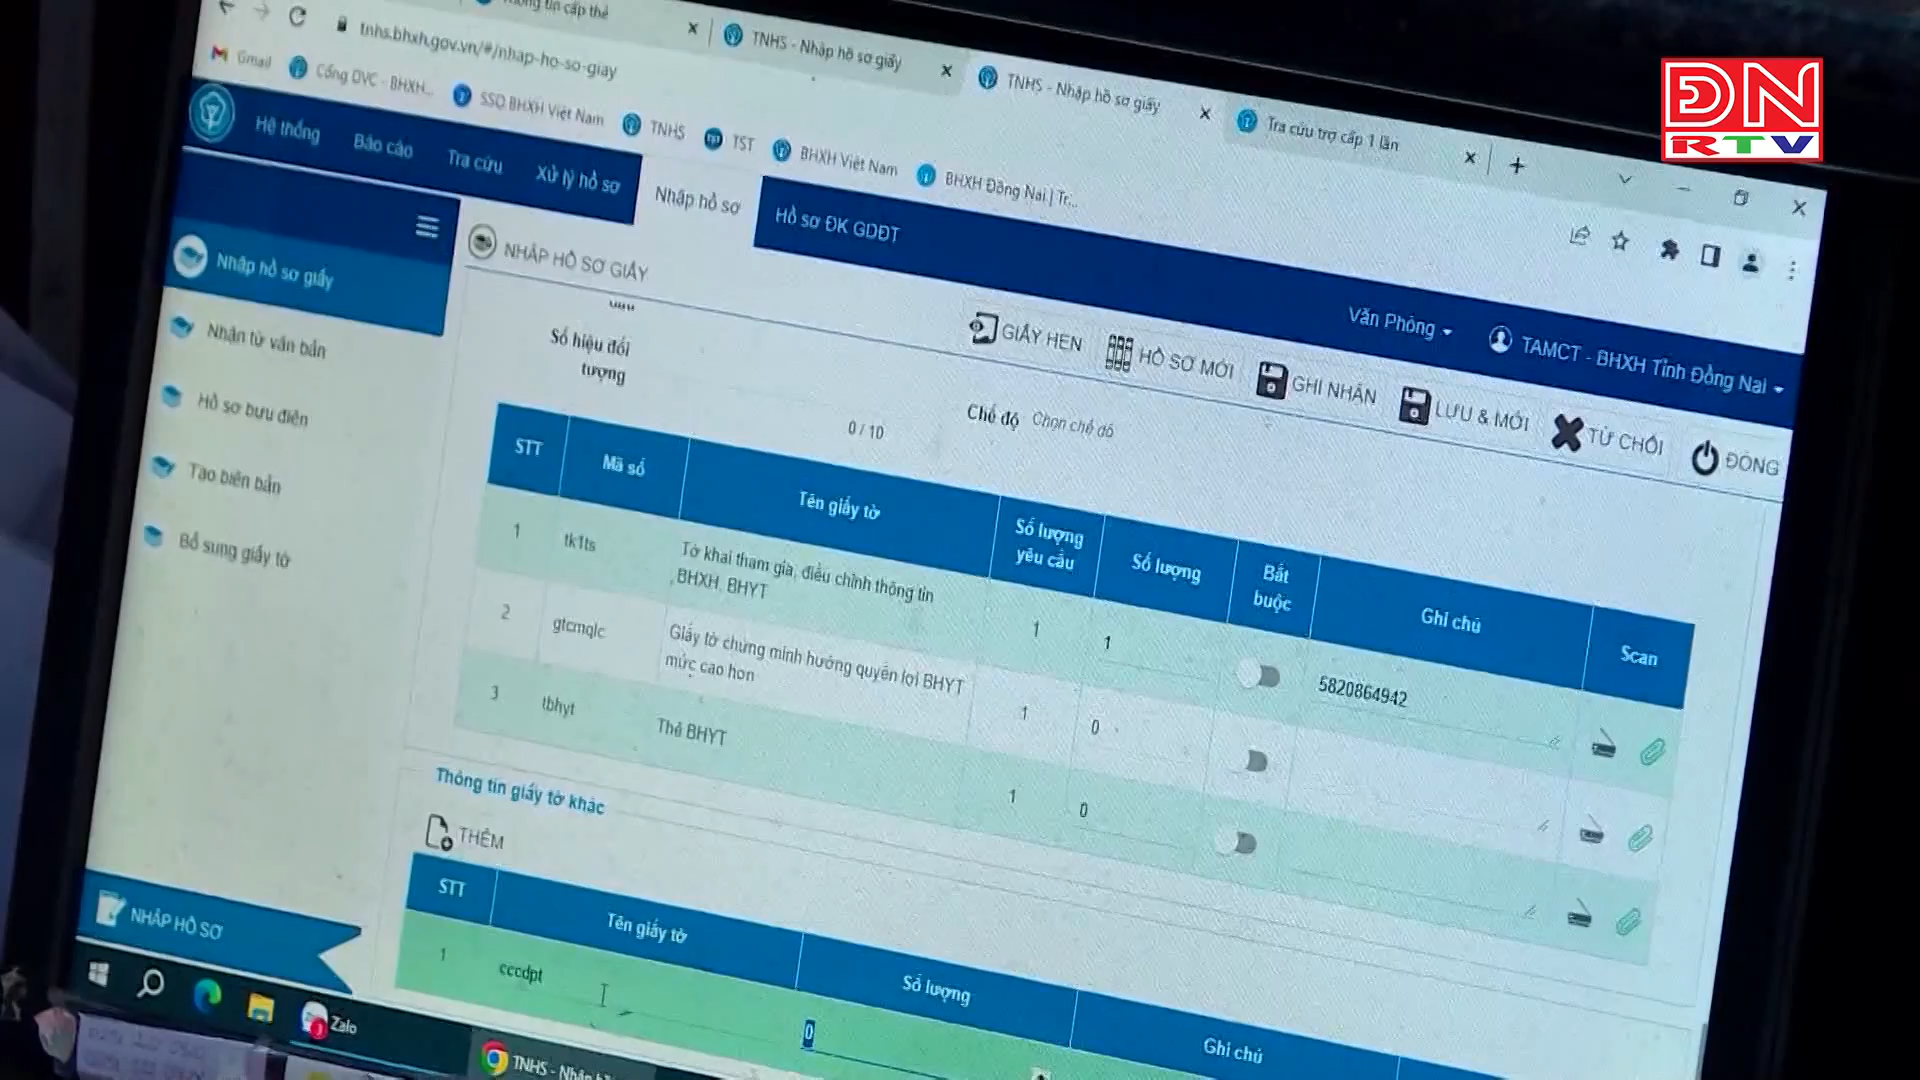 TNHS - Nhập hồ sơ giấy
TNHS - Nhập hồ sơ giấy
Tra cứu trợ cấp 1 lần
tnhs.bhxh.gov.vn/#/nhap-ho-so-giay
Gmail
Cổng DVC - BHXH...
SSO BHXH Việt Nam
TNHS
TST
BHXH Việt Nam
BHXH Đồng Nai | Tr...
DN
RTV
Hệ thống
Báo cáo
Tra cứu
Xử lý hồ sơ
Nhập hồ sơ
Hồ sơ ĐK GDĐT
Văn Phòng
TAMCT - BHXH Tỉnh Đồng Nai
Nhập hồ sơ giấy
Nhận từ văn bản
Hồ sơ bưu điện
Tạo biên bản
Bổ sung giấy tờ
NHẬP HỒ SƠ
NHẬP HỒ SƠ GIẤY
GIẤY HẸN
HỒ SƠ MỚI
GHI NHẬN
LƯU & MỚI
TỪ CHỐI
ĐÓNG
Số hiệu đối
tượng
0 / 10
Chế độ Chọn chế độ
STT Mã số Tên giấy tờ Số lượng yêu cầu Số lượng Bắt buộc Ghi chú Scan
1 tk1ts Tờ khai tham gia, điều chỉnh thông tin BHXH, BHYT 1 1 5820864942
2 gtcmqlc Giấy tờ chứng minh hưởng quyền lợi BHYT mức cao hơn 1 0
3 tbhyt Thẻ BHYT 1 0
Thông tin giấy tờ khác
THÊM
STT Tên giấy tờ Số lượng Ghi chú
1 cccdpt 0
Zalo
TNHS - Nhập